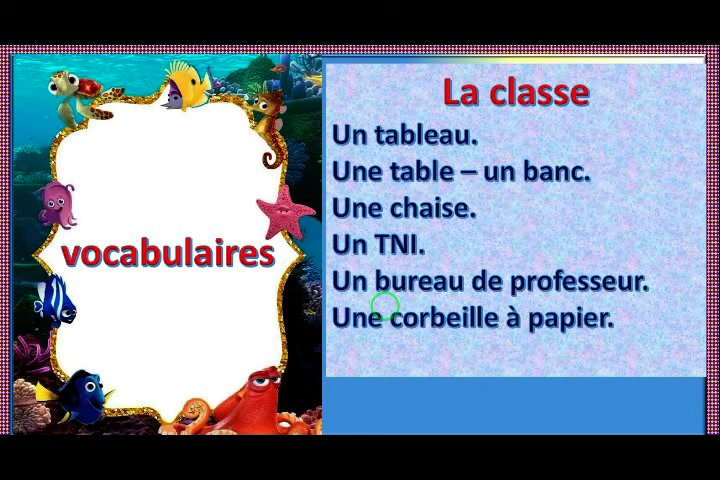 vocabulaires
La classe
Un tableau.
Une table – un banc.
Une chaise.
Un TNI.
Un bureau de professeur.
Une corbeille à papier.